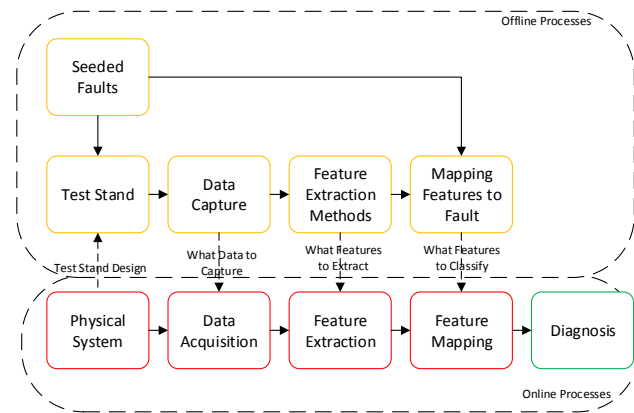 Offline Processes
Seeded
Faults
Test Stand
Data
Capture
Feature
Extraction
Methods
Mapping
Features to
Fault
Test Stand Design
What Data to
Capture
What Features
to Extract
What Features
to Classify
Physical
System
Data
Acquisition
Feature
Extraction
Feature
Mapping
Diagnosis
Online Processes